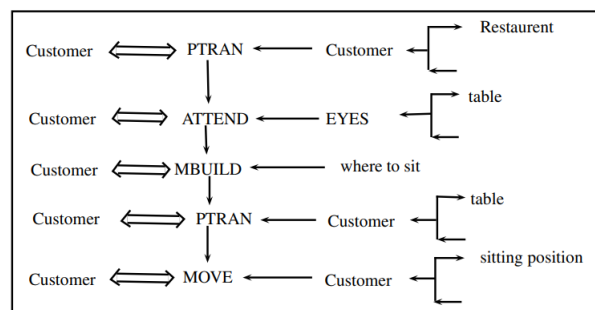 Restaurent
Customer PTRAN Customer
table
Customer ATTEND EYES
Customer MBUILD where to sit
table
Customer PTRAN Customer
sitting position
Customer MOVE Customer